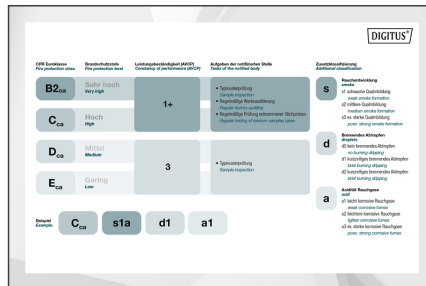 DIGITUS®
CPR Euroklasse
Fire protection class
Brandschutzstufe
Fire protection level
Leistungsbeständigkeit (AVCP)
Constancy of performance (AVCP)
Aufgaben der notifizierten Stelle
Tasks of the notified body
Zusatzklassifizierung
Additional classification
B2ca
Sehr hoch
Very high
Cca
Hoch
High
1+
• Typmusterprüfung
Sample inspection
• Regelmäßige Werksauditierung
Regular factory auditing
• Regelmäßige Prüfung entnommener Stichproben
Regular testing of random samples taken
Dca
Mittel
Medium
Eca
Gering
Low
3
• Typmusterprüfung
Sample inspection
s
Rauchentwicklung
smoke
s1 schwache Qualmbildung
weak smoke formation
s2 mittlere Qualmbildung
medium smoke formation
s3 ev. starke Qualmbildung
poss. strong smoke formation
d
Brennendes Abtropfen
droplets
d0 kein brennendes Abtropfen
no burning dripping
d1 kurzzeitiges brennendes Abtropfen
brief burning dripping
d2 kurzzeitiges brennendes Abtropfen
brief burning dripping
a
Acidität Rauchgase
acid
a1 leicht korrosive Rauchgase
weak corrosive fumes
a2 leichtere korrosive Rauchgase
lighter corrosive fumes
a3 ev. starke korrosive Rauchgase
poss. strong corrosive fumes
Beispiel
Example
Cca
s1a
d1
a1